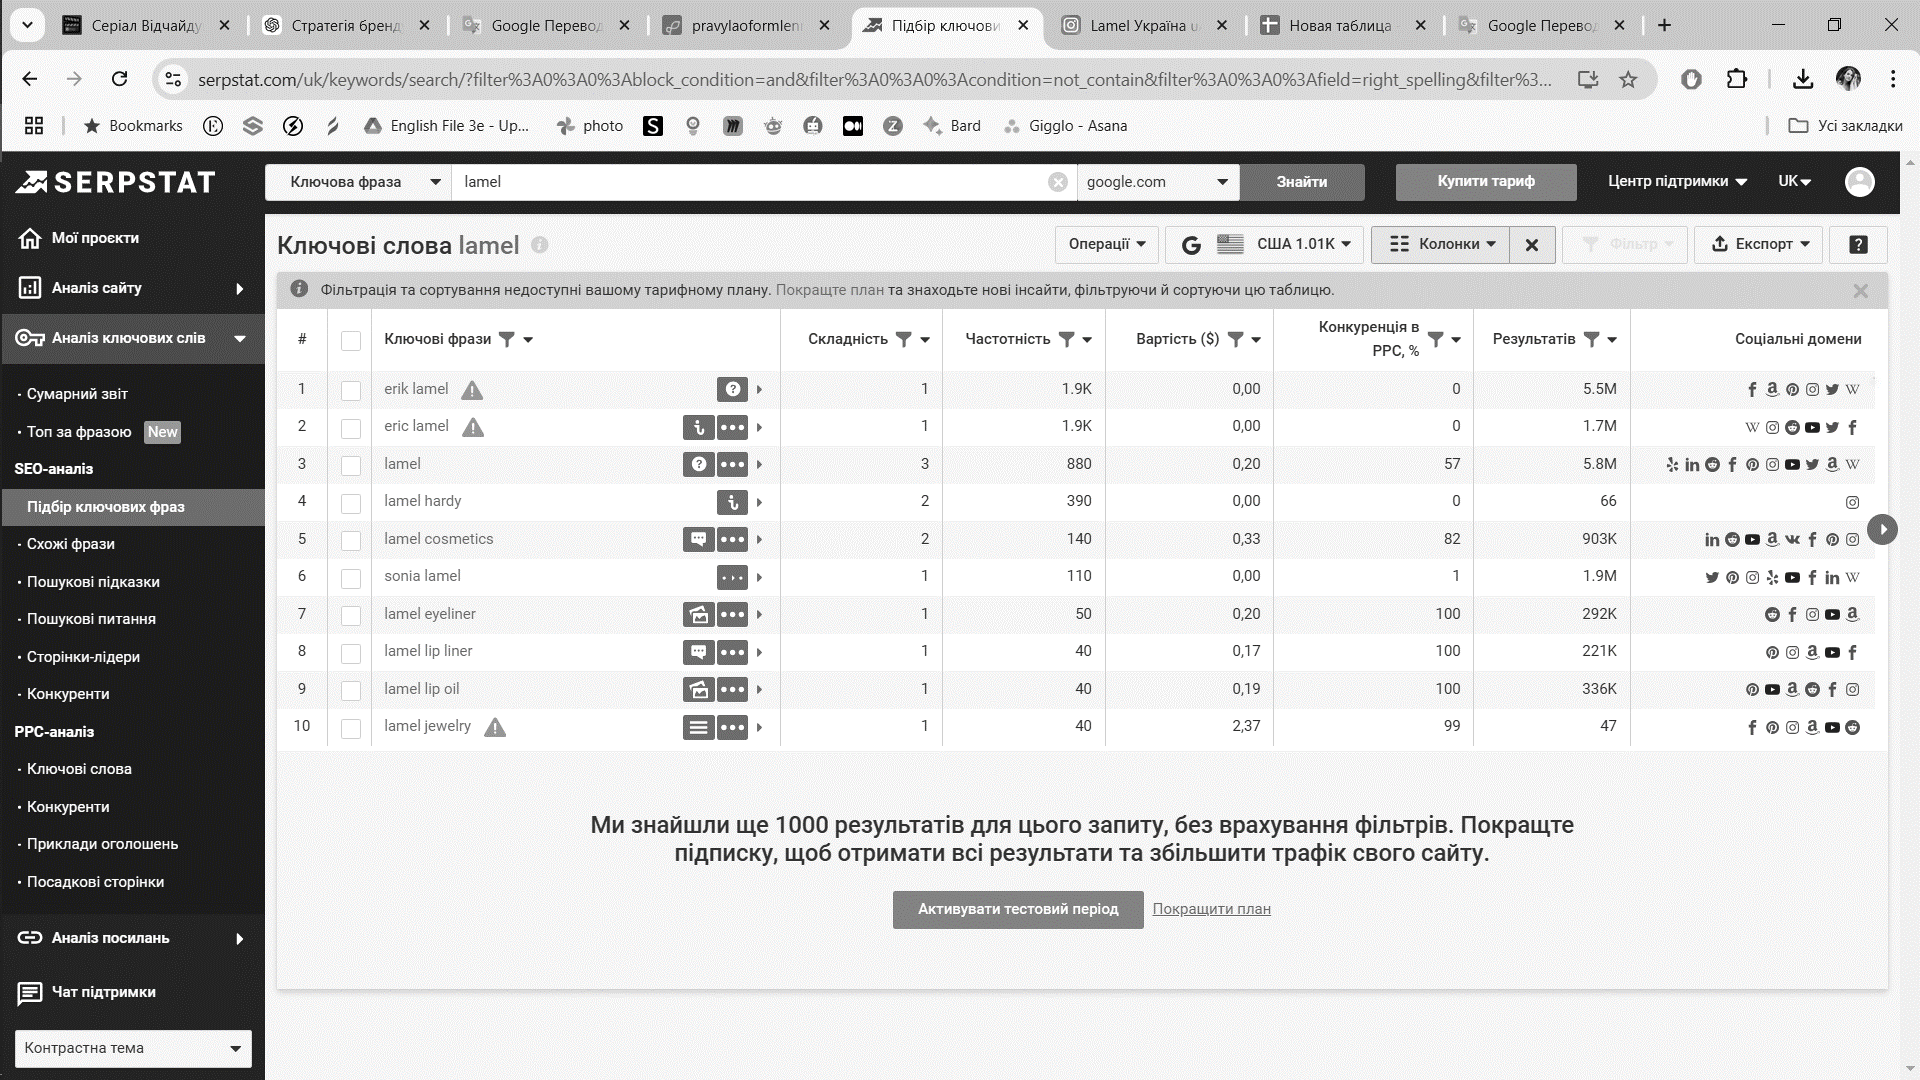 Серіал Відчайду
Стратегія бренд
Google Перевод
pravylaoformlenn
Підбір ключови
Lamel Україна u
Новая таблица
Google Перевод
serpstat.com/uk/keywords/search/?filter%3A0%3A0%3Ablock_condition=and&filter%3A0%3A0%3Acondition=not_contain&filter%3A0%3A0%3Afield=right_spelling&filter%3...
Bookmarks
English File 3e - Up...
photo
Bard
Gigglo - Asana
Усі закладки
SERPSTAT
Ключова фраза
lamel
google.com
Знайти
Купити тариф
Центр підтримки
UK
Мої проєкти
Аналіз сайту
Аналіз ключових слів
· Сумарний звіт
· Топ за фразою New
SEO-аналіз
Підбір ключових фраз
· Схожі фрази
· Пошукові підказки
· Пошукові питання
· Сторінки-лідери
· Конкуренти
PPC-аналіз
· Ключові слова
· Конкуренти
· Приклади оголошень
· Посадкові сторінки
Аналіз посилань
Чат підтримки
Контрастна тема
Ключові слова lamel
Операції
США 1.01K
Колонки
Фільтр
Експорт
Фільтрація та сортування недоступні вашому тарифному плану. Покращте план та знаходьте нові інсайти, фільтруючи й сортуючи цю таблицю.
# Ключові фрази Складність Частотність Вартість ($) Конкуренція в PPC, % Результатів Соціальні домени
1 erik lamel 1 1.9K 0,00 0 5.5M
2 eric lamel 1 1.9K 0,00 0 1.7M
3 lamel 3 880 0,20 57 5.8M
4 lamel hardy 2 390 0,00 0 66
5 lamel cosmetics 2 140 0,33 82 903K
6 sonia lamel 1 110 0,00 1 1.9M
7 lamel eyeliner 1 50 0,20 100 292K
8 lamel lip liner 1 40 0,17 100 221K
9 lamel lip oil 1 40 0,19 100 336K
10 lamel jewelry 1 40 2,37 99 47
Ми знайшли ще 1000 результатів для цього запиту, без врахування фільтрів. Покращте
підписку, щоб отримати всі результати та збільшити трафік свого сайту.
Активувати тестовий період
Покращити план